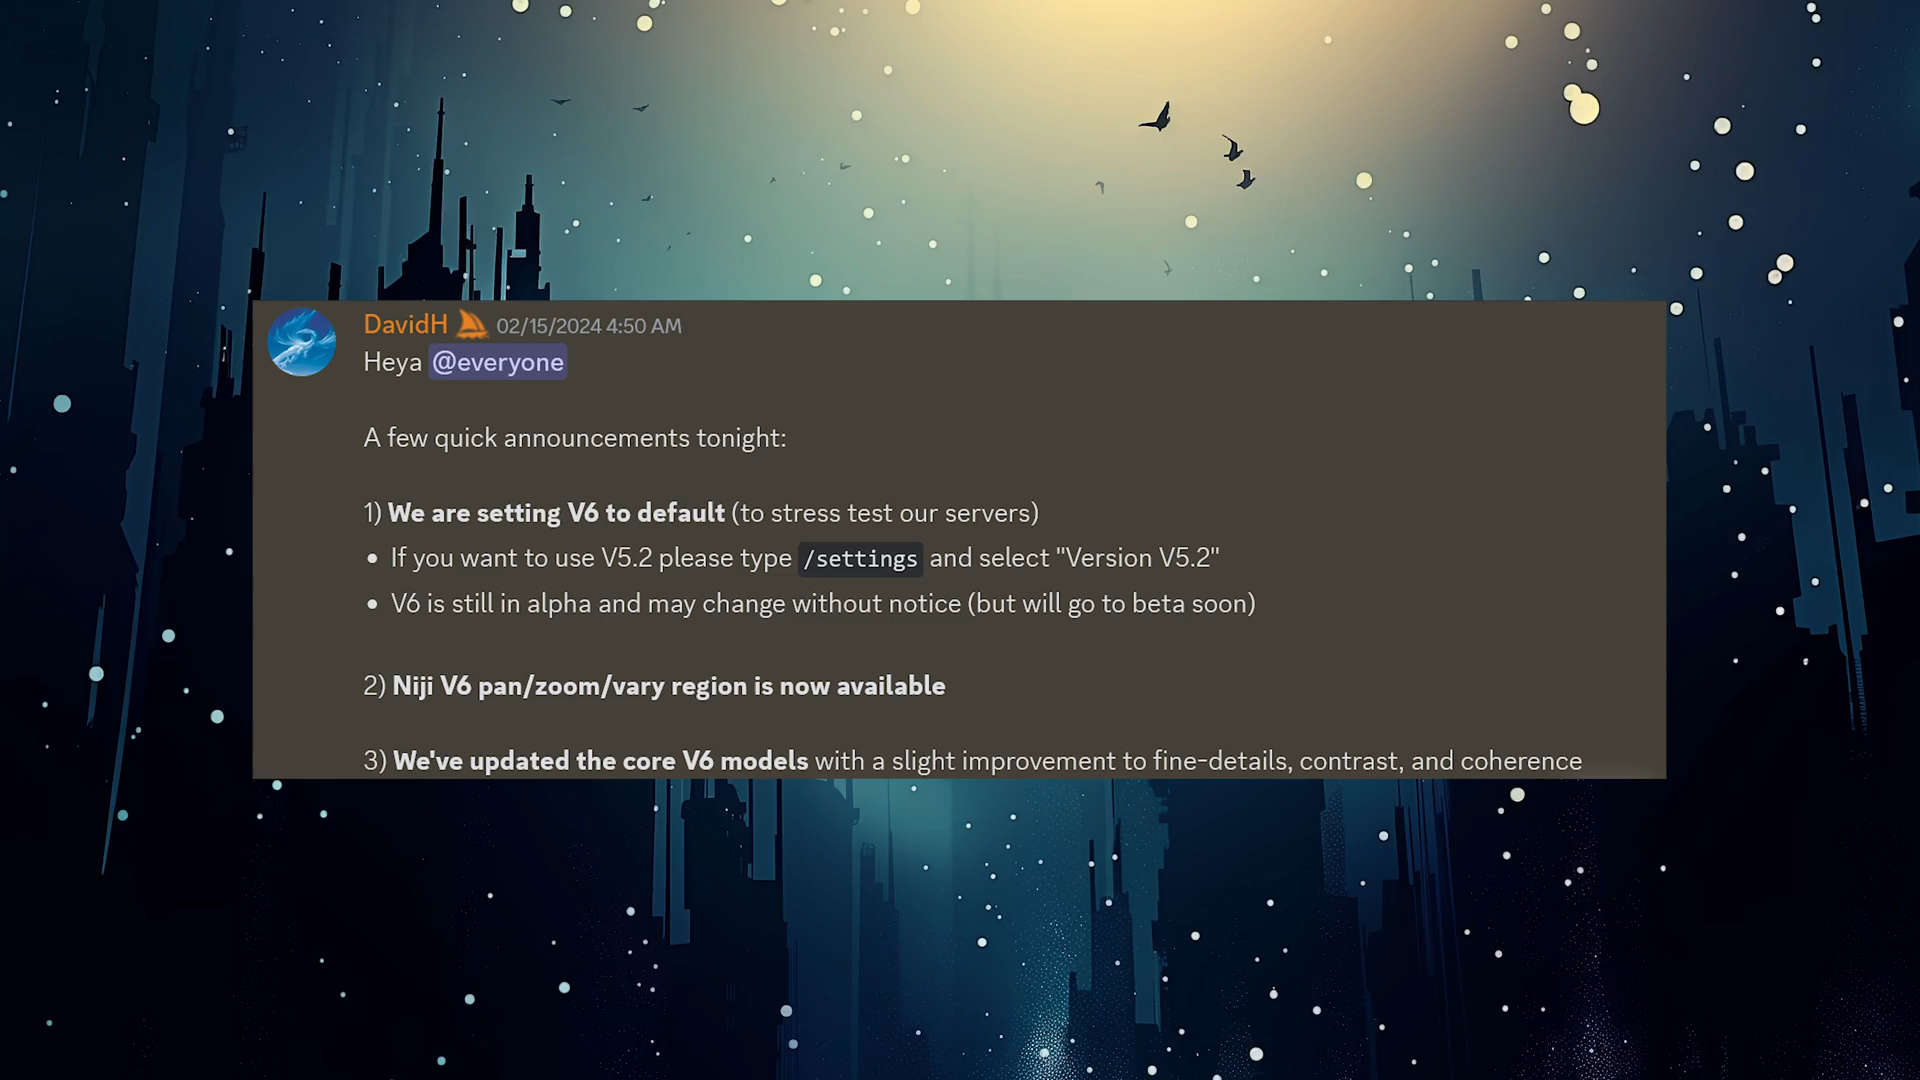 DavidH 02/15/2024 4:50 AM
Heya @everyone
A few quick announcements tonight:
1) We are setting V6 to default (to stress test our servers)
• If you want to use V5.2 please type /settings and select "Version V5.2"
• V6 is still in alpha and may change without notice (but will go to beta soon)
2) Niji V6 pan/zoom/vary region is now available
3) We've updated the core V6 models with a slight improvement to fine-details, contrast, and coherence